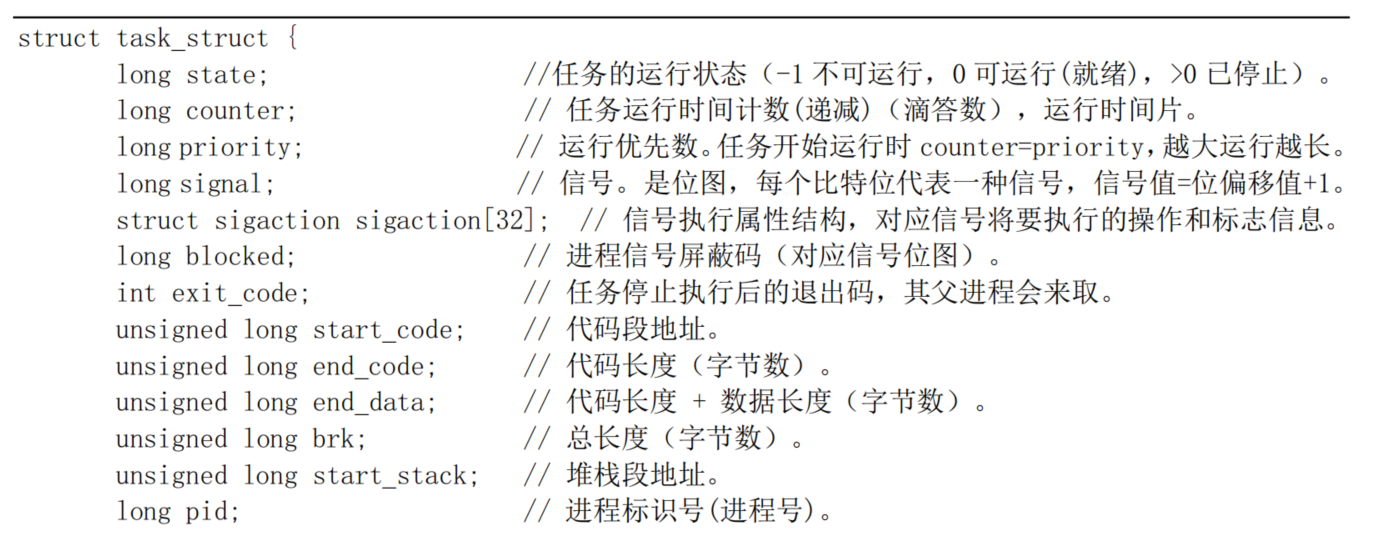 struct task_struct {
long state; //任务的运行状态（-1 不可运行，0 可运行(就绪)，>0 已停止）。
long counter; // 任务运行时间计数(递减)（滴答数），运行时间片。
long priority; // 运行优先数。任务开始运行时 counter=priority，越大运行越长。
long signal; // 信号。是位图，每个比特位代表一种信号，信号值=位偏移值+1。
struct sigaction sigaction[32]; // 信号执行属性结构，对应信号将要执行的操作和标志信息。
long blocked; // 进程信号屏蔽码（对应信号位图）。
int exit_code; // 任务停止执行后的退出码，其父进程会来取。
unsigned long start_code; // 代码段地址。
unsigned long end_code; // 代码长度（字节数）。
unsigned long end_data; // 代码长度 + 数据长度（字节数）。
unsigned long brk; // 总长度（字节数）。
unsigned long start_stack; // 堆栈段地址。
long pid; // 进程标识号(进程号)。